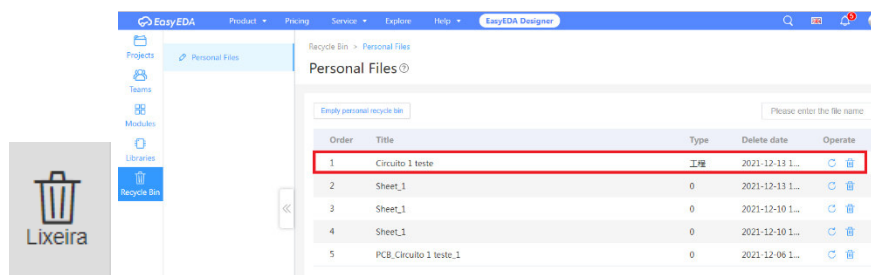 EasyEDA Product Pricing Service Explore Help EasyEDA Designer
Projects
Teams
Modules
Libraries
Recycle Bin
Lixeira
Personal Files
Recycle Bin > Personal Files
Personal Files
Empty personal recycle bin
Please enter the file name
Order Title Type Delete date Operate
1 Circuito 1 teste 工程 2021-12-13 1...
2 Sheet_1 0 2021-12-13 1...
3 Sheet_1 0 2021-12-10 1...
4 Sheet_1 0 2021-12-10 1...
5 PCB_Circuito 1 teste_1 0 2021-12-06 1...